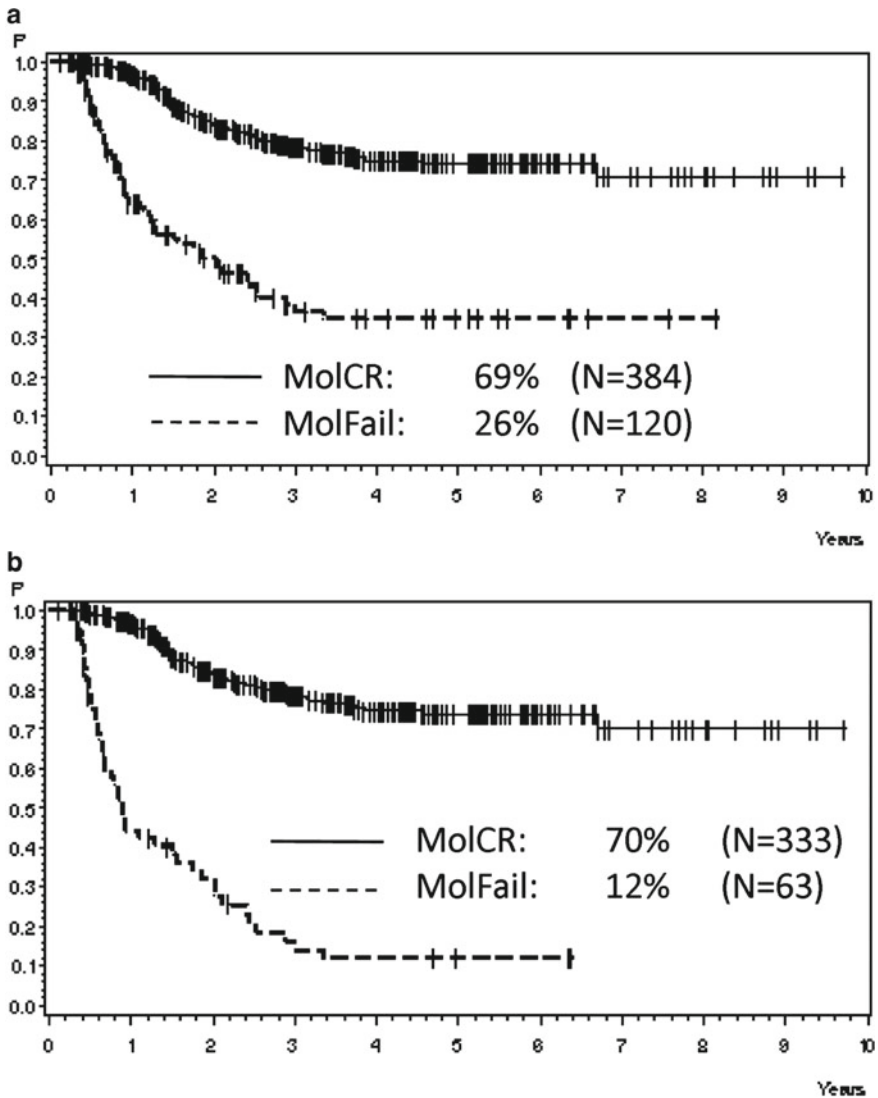 a
P
1.0
0.9
0.8
0.7
0.6
0.5
0.4
0.3
0.2
0.1
0.0
MolCR: 69% (N=384)
MolFail: 26% (N=120)
0 1 2 3 4 5 6 7 8 9 10
Years
b
P
1.0
0.9
0.8
0.7
0.6
0.5
0.4
0.3
0.2
0.1
0.0
MolCR: 70% (N=333)
MolFail: 12% (N=63)
0 1 2 3 4 5 6 7 8 9 10
Years